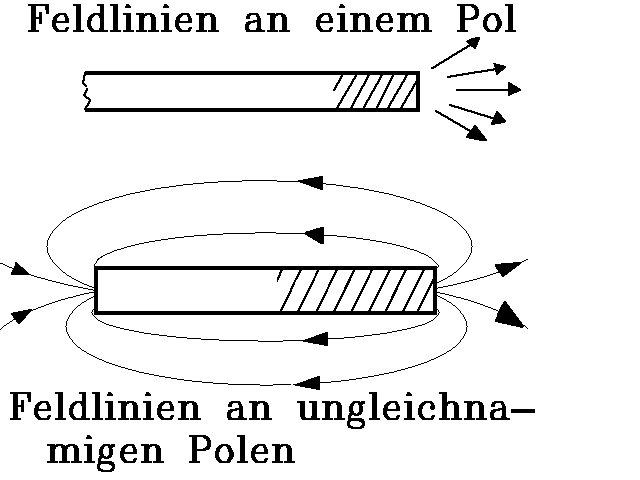 Feldlinien an einem Pol
Feldlinien an ungleichna-
migen Polen